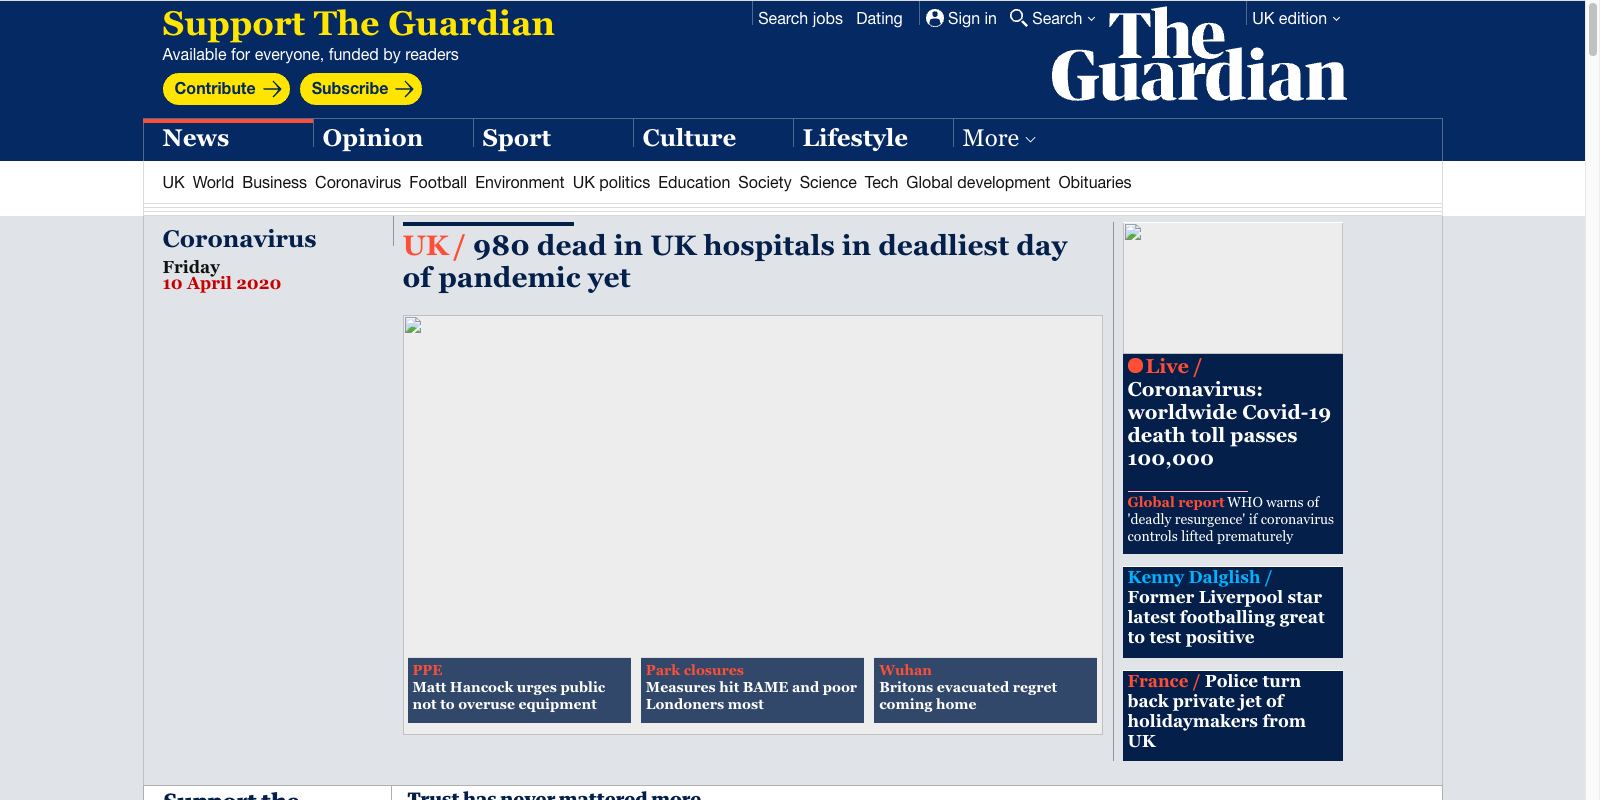 Support The Guardian
Available for everyone, funded by readers
Contribute
Subscribe
Search jobs
Dating
Sign in
Search
UK edition
The
Guardian
News
Opinion
Sport
Culture
Lifestyle
More
UK World Business Coronavirus Football Environment UK politics Education Society Science Tech Global development Obituaries
Coronavirus
Friday
10 April 2020
UK / 980 dead in UK hospitals in deadliest day
of pandemic yet
PPE
Matt Hancock urges public
not to overuse equipment
Park closures
Measures hit BAME and poor
Londoners most
Wuhan
Britons evacuated regret
coming home
Live /
Coronavirus:
worldwide Covid-19
death toll passes
100,000
Global report WHO warns of
'deadly resurgence' if coronavirus
controls lifted prematurely
Kenny Dalglish /
Former Liverpool star
latest footballing great
to test positive
France / Police turn
back private jet of
holidaymakers from
UK
Support the
Trust has never mattered more